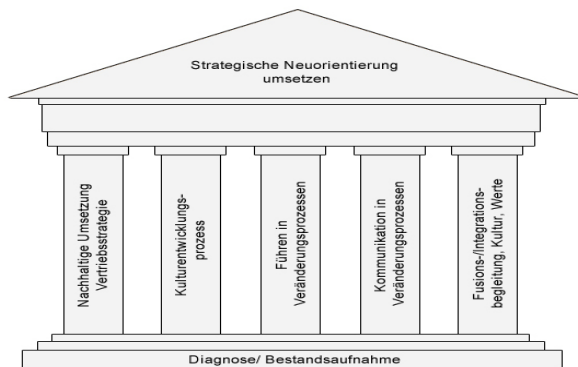 Strategische Neuorientierung
umsetzen
Nachhaltige Umsetzung
Vertriebsstrategie
Kulturentwicklungs-
prozess
Führen in
Veränderungsprozessen
Kommunikation in
Veränderungsprozessen
Fusions-/Integrations-
begleitung, Kultur, Werte
Diagnose/ Bestandsaufnahme